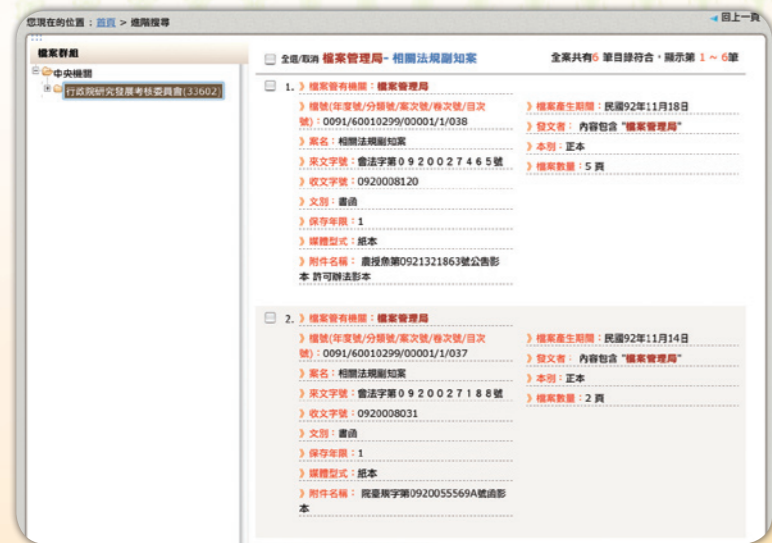 您現在的位置：首頁 > 進階搜尋
回上一頁
檔案群組
中央機關
行政院研究發展考核委員會(33602)
全選/取消 檔案管理局- 相關法規副知案
全案共有6 筆目錄符合，顯示第 1 ~ 6筆
1. 》檔案管有機關：檔案管理局
》檔號(年度號/分類號/案次號/卷次號/目次
號)：0091/60010299/00001/1/038
》案名：相關法規副知案
》來文字號：會法字第０９２００２７４６５號
》收文字號：0920008120
》文別：書函
》保存年限：1
》媒體型式：紙本
》附件名稱： 農授魚第0921321863號公告影
本 許可辦法影本
》檔案產生期間：民國92年11月18日
》發文者： 內容包含 "檔案管理局"
》本別：正本
》檔案數量：5 頁
2. 》檔案管有機關：檔案管理局
》檔號(年度號/分類號/案次號/卷次號/目次
號)：0091/60010299/00001/1/037
》案名：相關法規副知案
》來文字號：會法字第０９２００２７１８８號
》收文字號：0920008031
》文別：書函
》保存年限：1
》媒體型式：紙本
》附件名稱： 院臺規字第0920055569A號函影
本
》檔案產生期間：民國92年11月14日
》發文者： 內容包含 "檔案管理局"
》本別：正本
》檔案數量：2 頁